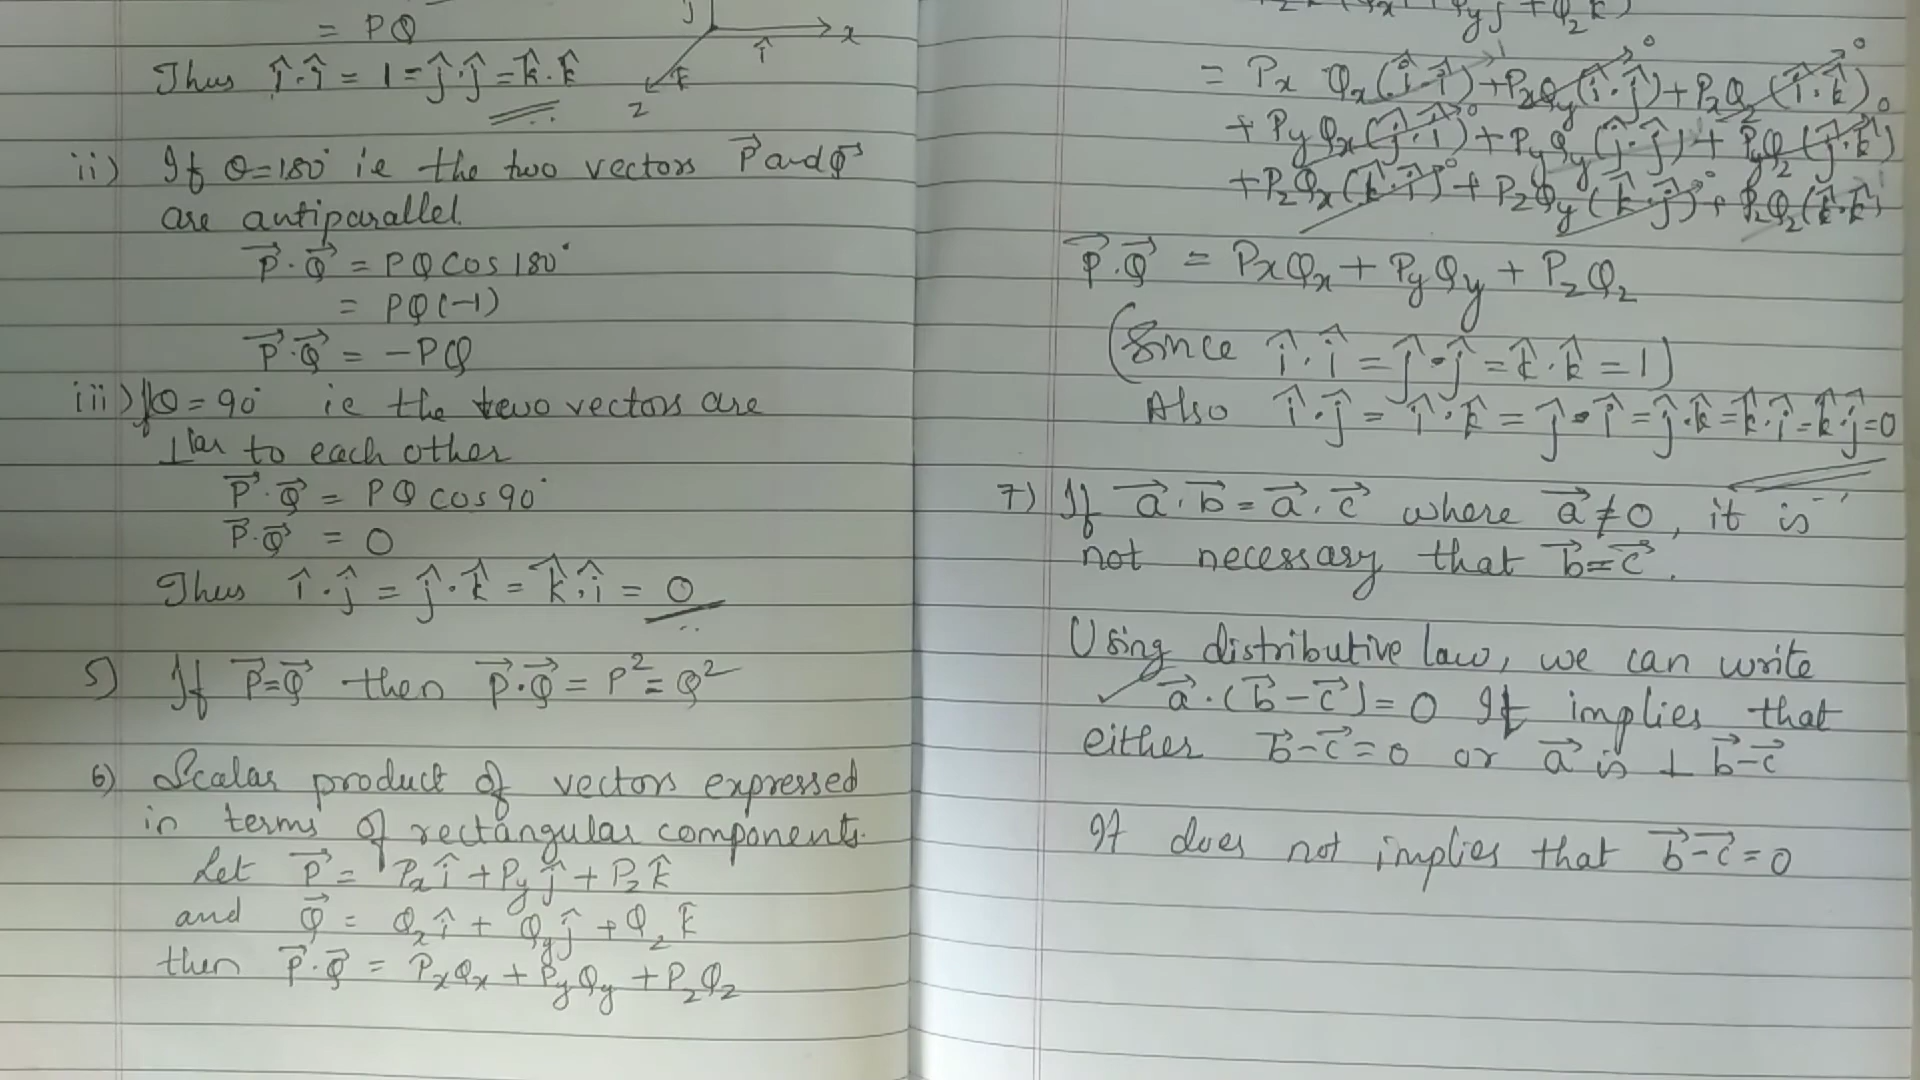 = PQ
j
x
î
k̂
z
Thus î·î = 1 = ĵ·ĵ = k̂·k̂
ii) If θ=180° ie the two vectors P⃗ and Q⃗
are antiparallel.
P⃗·Q⃗ = PQ cos 180°
= PQ(-1)
P⃗·Q⃗ = -PQ
iii) If θ=90° ie the two vectors are
⊥lar to each other
P⃗·Q⃗ = PQ cos 90°
P⃗·Q⃗ = 0
Thus î·ĵ = ĵ·k̂ = k̂·î = 0
5) If P⃗=Q⃗ then P⃗·Q⃗ = P²=Q²
6) Scalar product of vectors expressed
in terms of rectangular components.
Let P⃗ = Pxî + Pyĵ + Pzk̂
and Q⃗ = Qxî + Qyĵ + Qzk̂
then P⃗·Q⃗ = PxQx + PyQy + PzQz
= Px Qx(î·î) + PxQy(î·ĵ) + PxQz(î·k̂)
+ PyQx(ĵ·î) + PyQy(ĵ·ĵ) + PyQz(ĵ·k̂)
+ PzQx(k̂·î) + PzQy(k̂·ĵ) + PzQz(k̂·k̂)
P⃗·Q⃗ = PxQx + PyQy + PzQz
(Since î·î = ĵ·ĵ = k̂·k̂ = 1)
Also î·ĵ = î·k̂ = ĵ·î = ĵ·k̂ = k̂·î = k̂·ĵ = 0
7) If a⃗·b⃗ = a⃗·c⃗ where a⃗≠0, it is
not necessary that b⃗=c⃗.
Using distributive law, we can write
a⃗·(b⃗-c⃗)=0 It implies that
either b⃗-c⃗=0 or a⃗ is ⊥ b⃗-c⃗
It does not implies that b⃗-c⃗=0